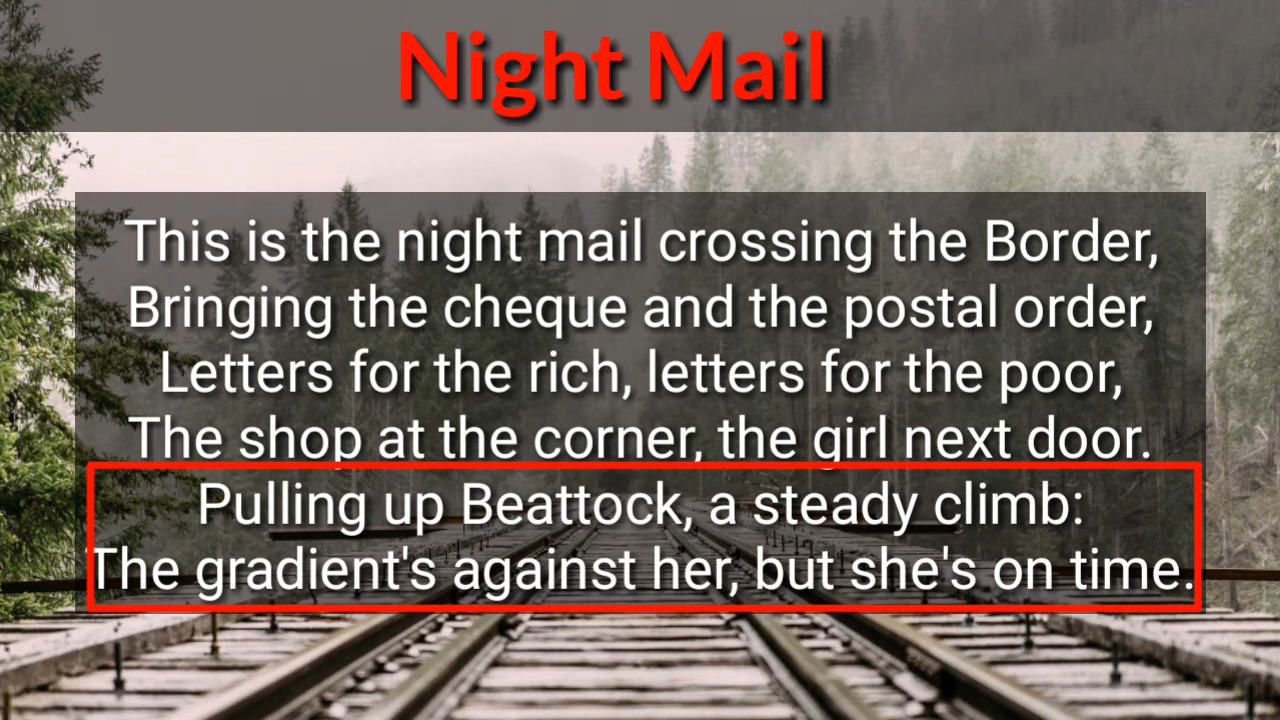 Night Mail
This is the night mail crossing the Border,
Bringing the cheque and the postal order,
Letters for the rich, letters for the poor,
The shop at the corner, the girl next door.
Pulling up Beattock, a steady climb:
The gradient's against her, but she's on time.